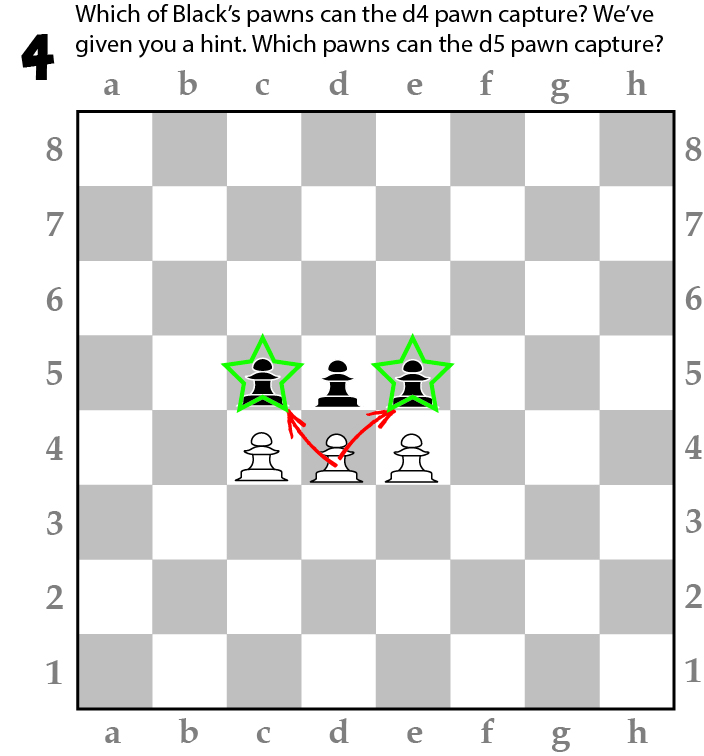 Which of Black’s pawns can the d4 pawn capture? We’ve
4 given you a hint. Which pawns can the d5 pawn capture?
a b c d e f g h
8 8
7 7
6 6
5 5
4 4
3 3
2 2
1 1
a b c d e f g h